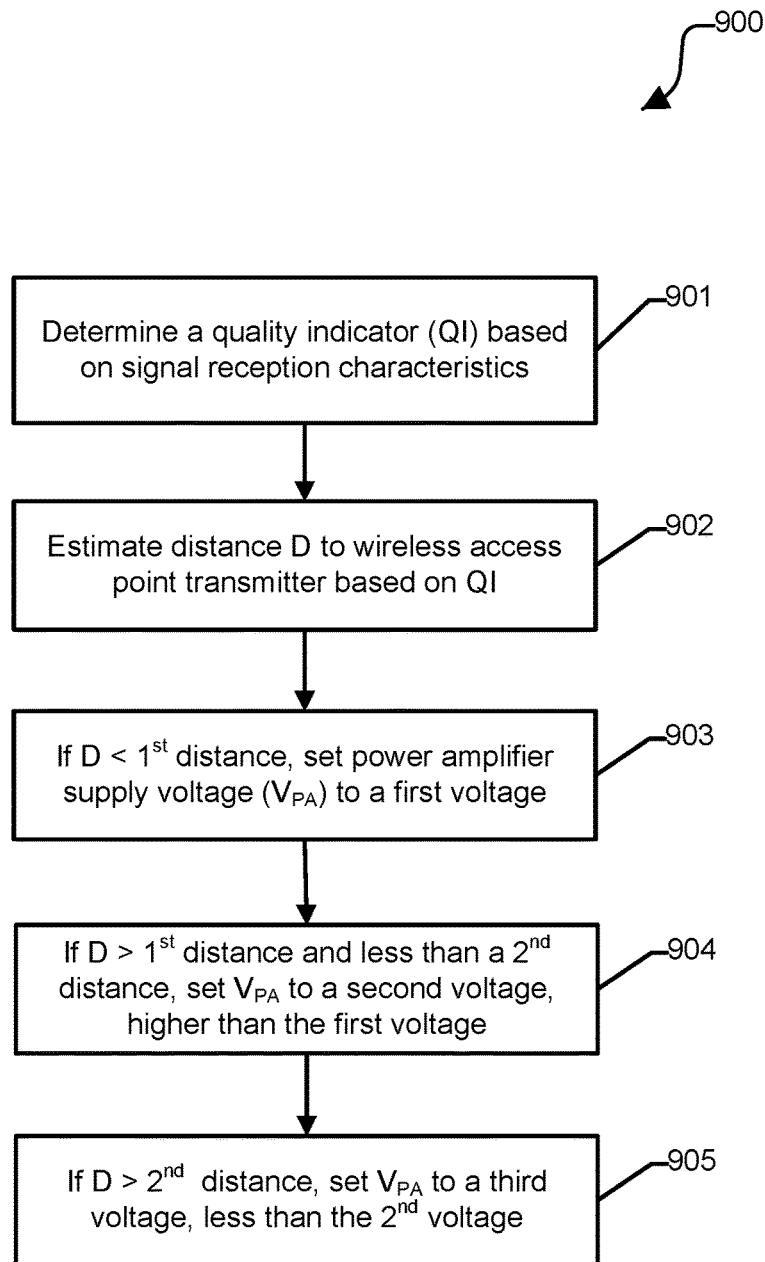 900
901
Determine a quality indicator (QI) based
on signal reception characteristics
902
Estimate distance D to wireless access
point transmitter based on QI
903
If D < 1st distance, set power amplifier
supply voltage (VPA) to a first voltage
904
If D > 1st distance and less than a 2nd
distance, set VPA to a second voltage,
higher than the first voltage
905
If D > 2nd distance, set VPA to a third
voltage, less than the 2nd voltage